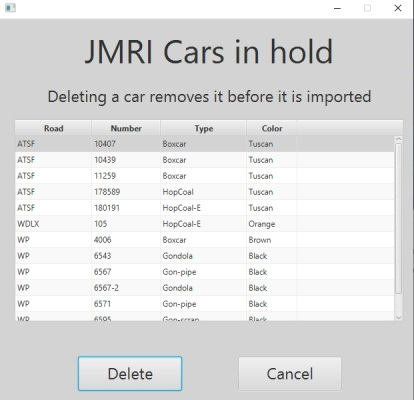 JMRI Cars in hold
Deleting a car removes it before it is imported
Road Number Type Color
ATSF 10407 Boxcar Tuscan
ATSF 10439 Boxcar Tuscan
ATSF 11259 Boxcar Tuscan
ATSF 178589 HopCoal Tuscan
ATSF 180191 HopCoal-E Tuscan
WDLX 105 HopCoal-E Orange
WP 4006 Boxcar Brown
WP 6543 Gondola Black
WP 6567 Gon-pipe Black
WP 6567-2 Gondola Black
WP 6571 Gon-pipe Black
WP 6595 Gon-scrap Black
Delete Cancel